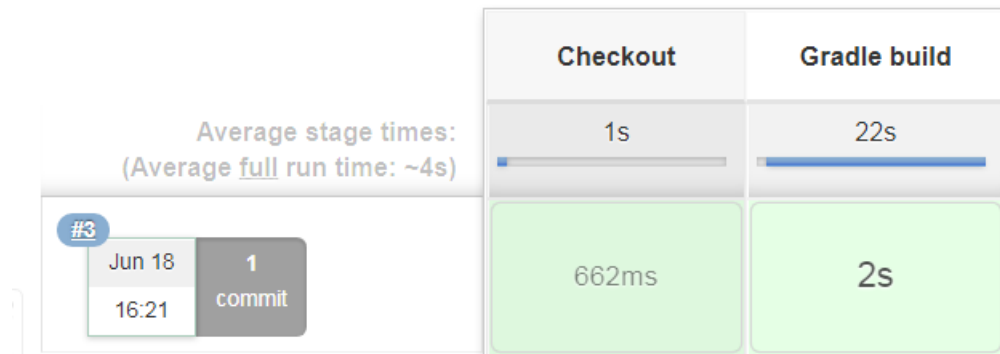 Checkout
Gradle build
Average stage times:
(Average full run time: ~4s)
1s
22s
#3
Jun 18
16:21
1
commit
662ms
2s